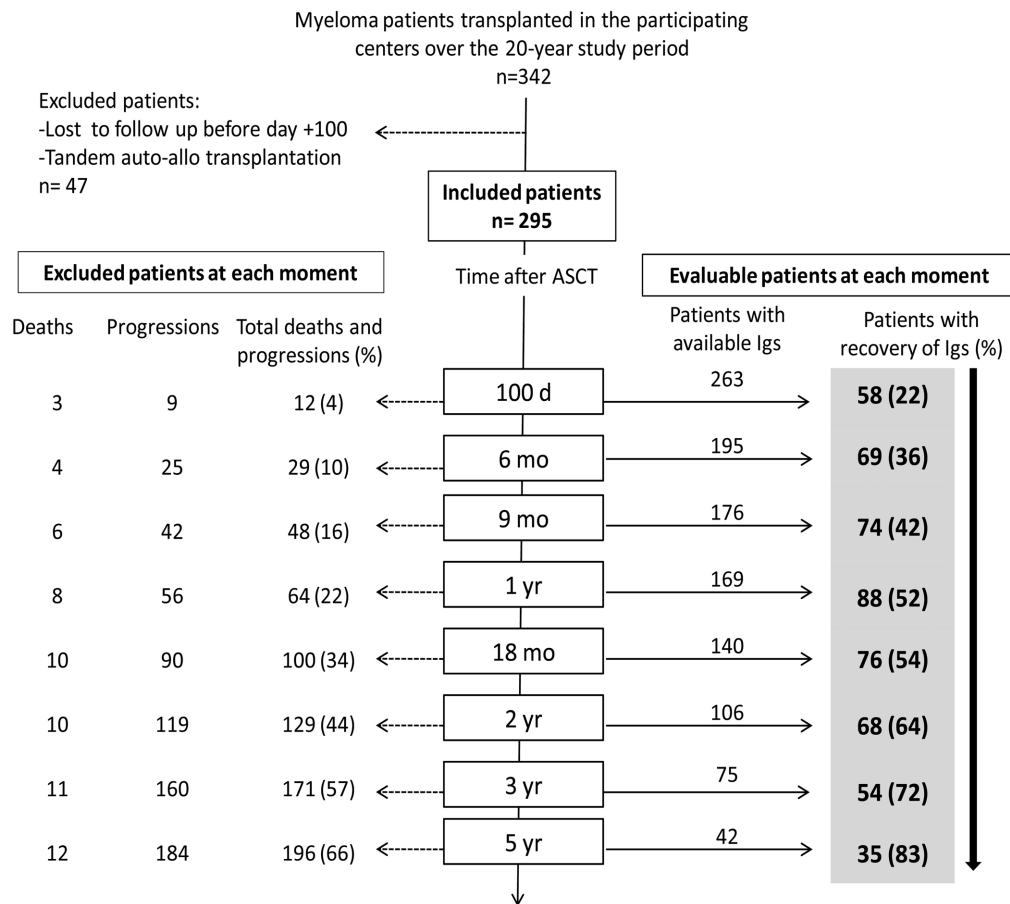 Myeloma patients transplanted in the participating
centers over the 20-year study period
n=342
Excluded patients:
-Lost to follow up before day +100
-Tandem auto-allo transplantation
n= 47
Included patients
n= 295
Excluded patients at each moment
Time after ASCT
Evaluable patients at each moment
Deaths Progressions Total deaths and
progressions (%)
Patients with
available Igs
Patients with
recovery of Igs (%)
3 9 12 (4) 100 d 263 58 (22)
4 25 29 (10) 6 mo 195 69 (36)
6 42 48 (16) 9 mo 176 74 (42)
8 56 64 (22) 1 yr 169 88 (52)
10 90 100 (34) 18 mo 140 76 (54)
10 119 129 (44) 2 yr 106 68 (64)
11 160 171 (57) 3 yr 75 54 (72)
12 184 196 (66) 5 yr 42 35 (83)